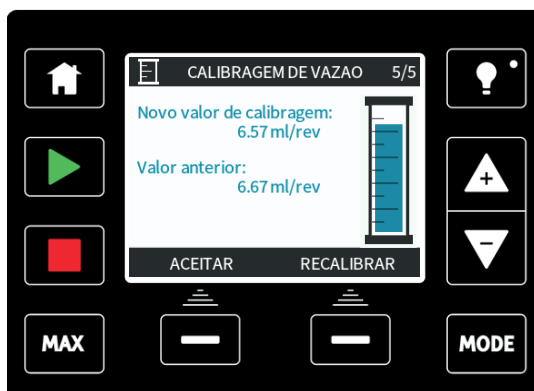 CALIBRAGEM DE VAZAO 5/5
Novo valor de calibragem:
6.57 ml/rev
Valor anterior:
6.67 ml/rev
+
-
ACEITAR RECALIBRAR
MAX
MODE